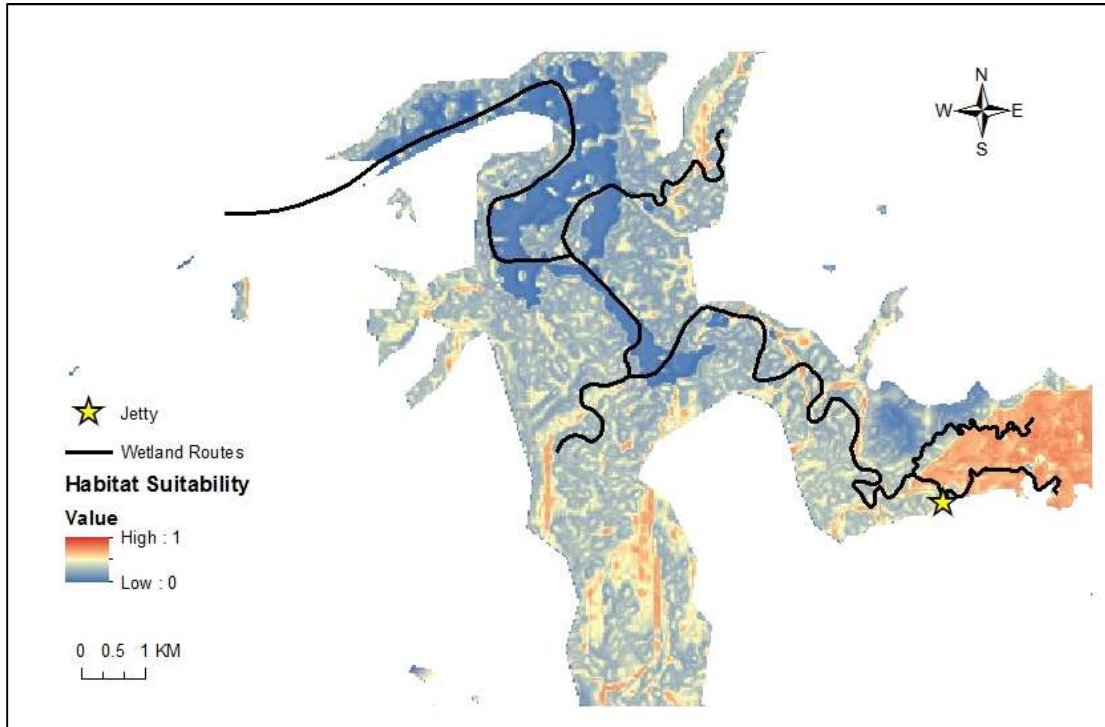 N
W E
S
Jetty
Wetland Routes
Habitat Suitability
Value
High : 1
Low : 0
0 0.5 1 KM